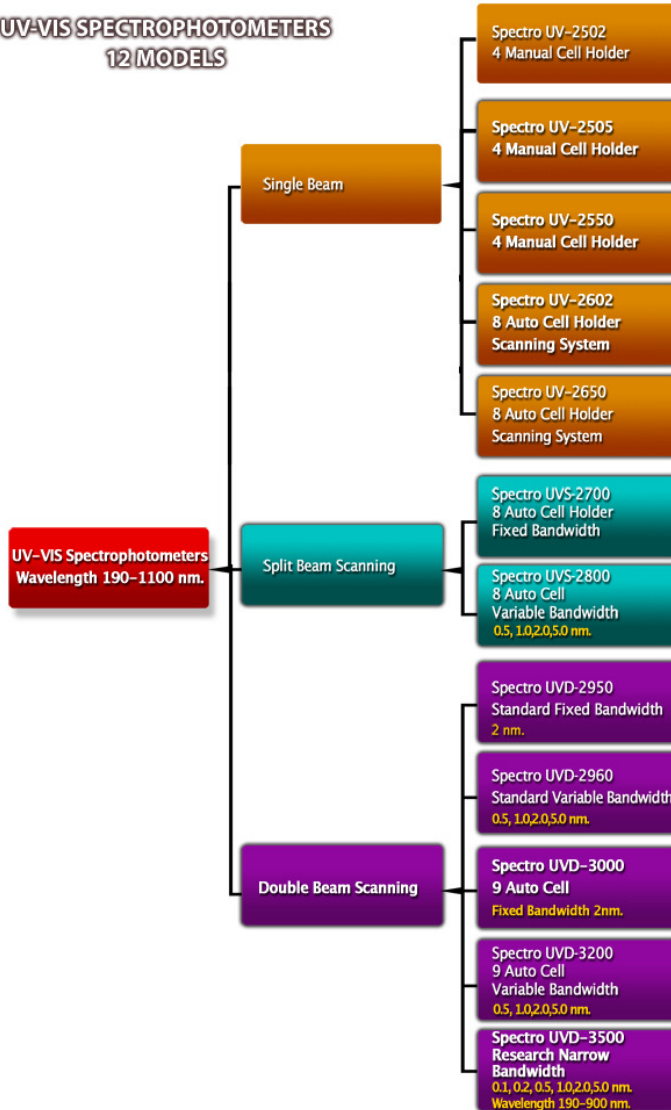 UV-VIS SPECTROPHOTOMETERS
12 MODELS
UV-VIS Spectrophotometers
Wavelength 190-1100 nm.
Single Beam
Spectro UV-2502
4 Manual Cell Holder
Spectro UV-2505
4 Manual Cell Holder
Spectro UV-2550
4 Manual Cell Holder
Spectro UV-2602
8 Auto Cell Holder
Scanning System
Spectro UV-2650
8 Auto Cell Holder
Scanning System
Split Beam Scanning
Spectro UVS-2700
8 Auto Cell Holder
Fixed Bandwidth
Spectro UVS-2800
8 Auto Cell
Variable Bandwidth
0.5, 1.0,2.0,5.0 nm.
Double Beam Scanning
Spectro UVD-2950
Standard Fixed Bandwidth
2 nm.
Spectro UVD-2960
Standard Variable Bandwidth
0.5, 1.0,2.0,5.0 nm.
Spectro UVD-3000
9 Auto Cell
Fixed Bandwidth 2nm.
Spectro UVD-3200
9 Auto Cell
Variable Bandwidth
0.5, 1.0,2.0,5.0 nm.
Spectro UVD-3500
Research Narrow
Bandwidth
0.1, 0.2, 0.5, 1.0,2.0,5.0 nm.
Wavelength 190-900 nm.